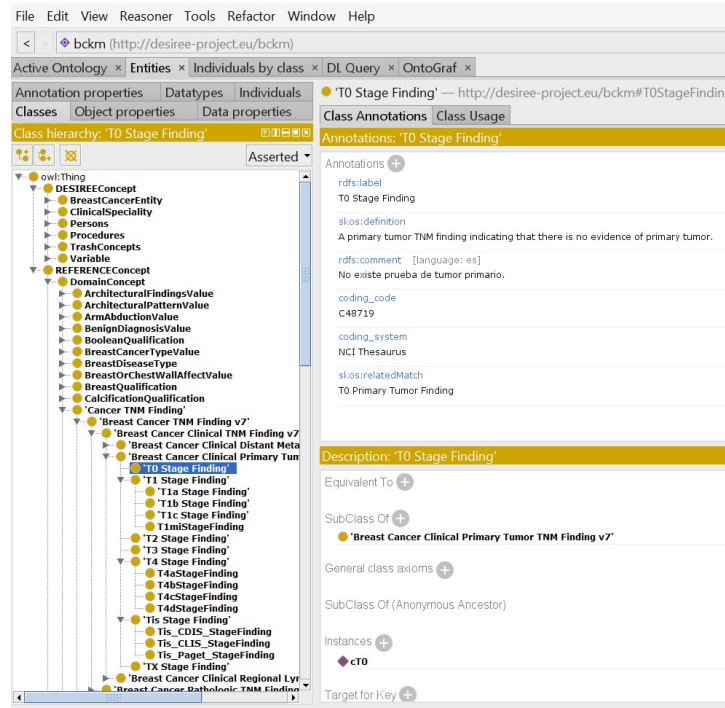 File Edit View Reasoner Tools Refactor Window Help
< > bckm (http://desiree-project.eu/bckm)
Active Ontology × Entities × Individuals by class × DL Query × OntoGraf ×
Annotation properties Datatypes Individuals
Classes Object properties Data properties
Class hierarchy: 'T0 Stage Finding'
Asserted
owl:Thing
DESIREEConcept
BreastCancerEntity
ClinicalSpeciality
Persons
Procedures
TrashConcepts
Variable
REFERENCEConcept
DomainConcept
ArchitecturalFindingsValue
ArchitecturalPatternValue
ArmAbductionValue
BenignDiagnosisValue
BooleanQualification
BreastCancerTypeValue
BreastDiseaseType
BreastOrChestWallAffectValue
BreastQualification
CalcificationQualification
'Cancer TNM Finding'
'Breast Cancer TNM Finding v7'
'Breast Cancer Clinical TNM Finding v7
'Breast Cancer Clinical Distant Meta
'Breast Cancer Clinical Primary Tum
'T0 Stage Finding'
'T1 Stage Finding'
'T1a Stage Finding'
'T1b Stage Finding'
'T1c Stage Finding'
T1miStageFinding
'T2 Stage Finding'
'T3 Stage Finding'
'T4 Stage Finding'
T4aStageFinding
T4bStageFinding
T4cStageFinding
T4dStageFinding
'Tis Stage Finding'
Tis_CDIS_StageFinding
Tis_CLIS_StageFinding
Tis_Paget_StageFinding
'TX Stage Finding'
'Breast Cancer Clinical Regional Lyr
'Breast Cancer Pathologic TNM Finding
'T0 Stage Finding' — http://desiree-project.eu/bckm#T0StageFindin
Class Annotations Class Usage
Annotations: 'T0 Stage Finding'
Annotations
rdfs:label
T0 Stage Finding
skos:definition
A primary tumor TNM finding indicating that there is no evidence of primary tumor.
rdfs:comment [language: es]
No existe prueba de tumor primario.
coding_code
C48719
coding_system
NCI Thesaurus
skos:relatedMatch
T0 Primary Tumor Finding
Description: 'T0 Stage Finding'
Equivalent To
SubClass Of
'Breast Cancer Clinical Primary Tumor TNM Finding v7'
General class axioms
SubClass Of (Anonymous Ancestor)
Instances
cT0
Target for Key